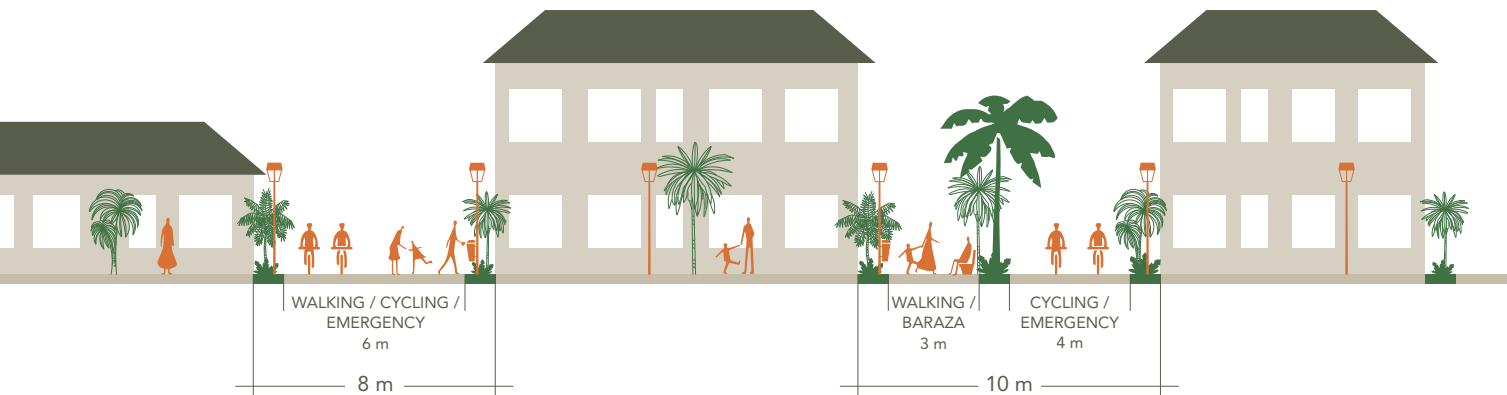 WALKING / CYCLING /
EMERGENCY
6 m
8 m
WALKING /
BARAZA
3 m
CYCLING /
EMERGENCY
4 m
10 m